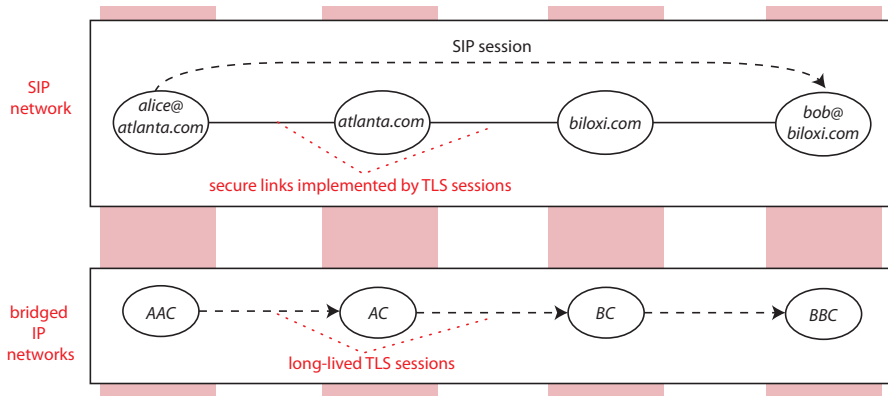 SIP session
SIP
network
alice@
atlanta.com
atlanta.com
biloxi.com
bob@
biloxi.com
secure links implemented by TLS sessions
bridged
IP
networks
AAC
AC
BC
BBC
long-lived TLS sessions